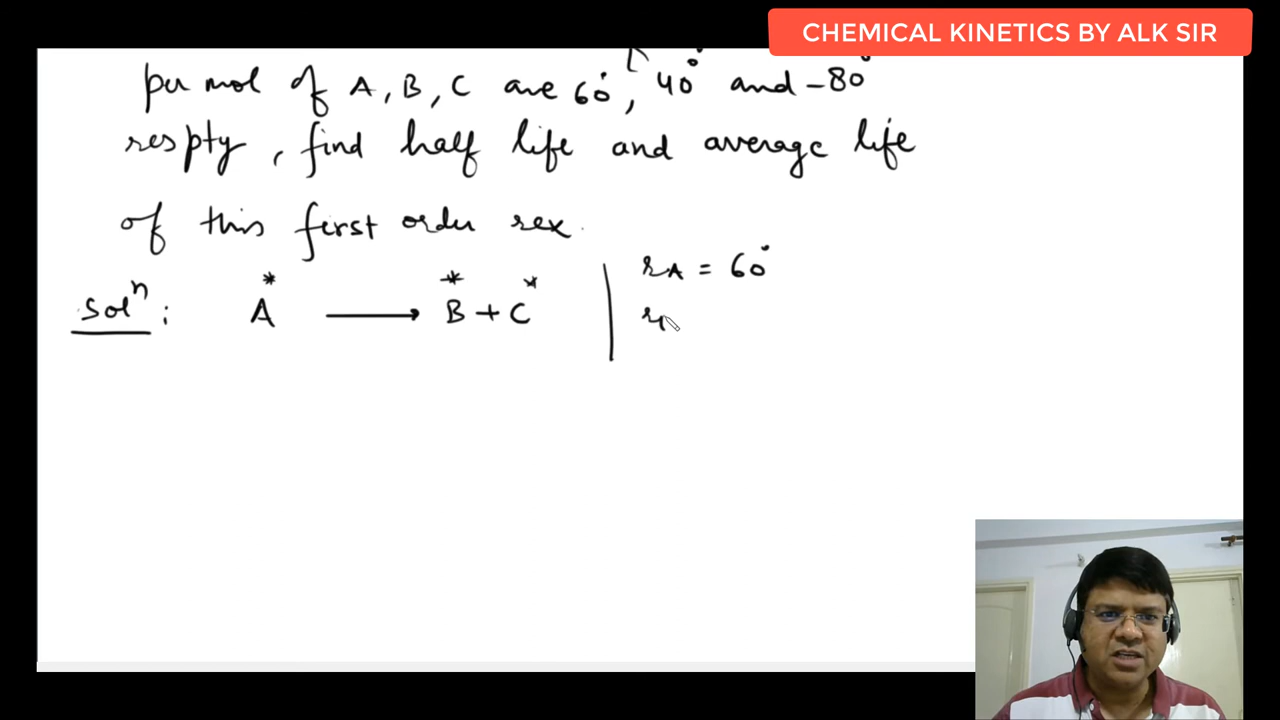 CHEMICAL KINETICS BY ALK SIR
per mol of A, B, C are 60°, 40° and -80°
respty, find half life and average life
of this first order rex.
Solⁿ : A* ⟶ B* + C*
rA = 60°